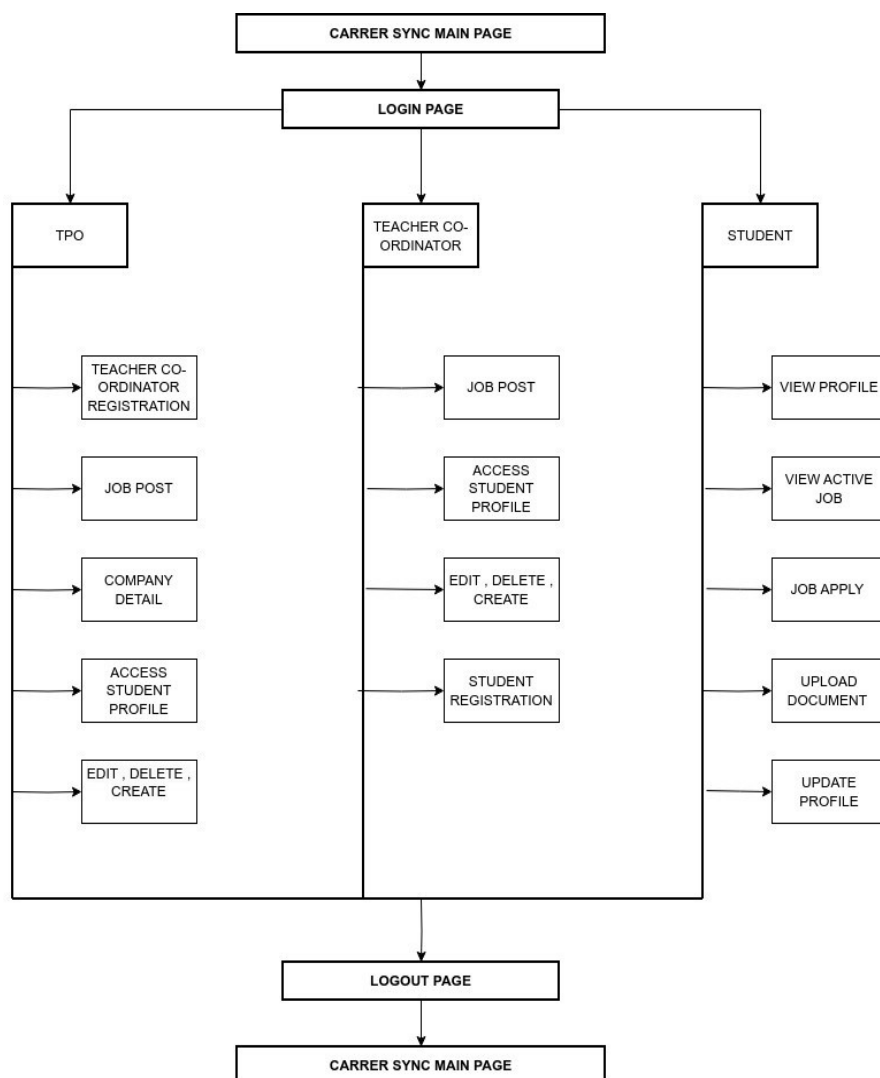 CARRER SYNC MAIN PAGE
LOGIN PAGE
TPO
TEACHER CO-
ORDINATOR
STUDENT
TEACHER CO-
ORDINATOR
REGISTRATION
JOB POST
COMPANY
DETAIL
ACCESS
STUDENT
PROFILE
EDIT , DELETE ,
CREATE
JOB POST
ACCESS
STUDENT
PROFILE
EDIT , DELETE ,
CREATE
STUDENT
REGISTRATION
VIEW PROFILE
VIEW ACTIVE
JOB
JOB APPLY
UPLOAD
DOCUMENT
UPDATE
PROFILE
LOGOUT PAGE
CARRER SYNC MAIN PAGE